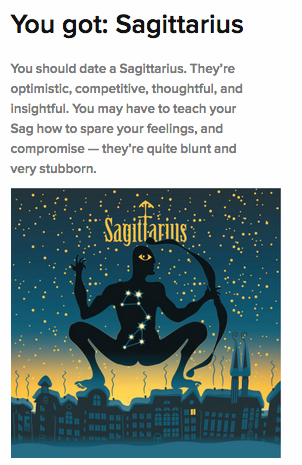 You got: Sagittarius
You should date a Sagittarius. They're
optimistic, competitive, thoughtful, and
insightful. You may have to teach your
Sag how to spare your feelings, and
compromise — they're quite blunt and
very stubborn.
Sagittarius